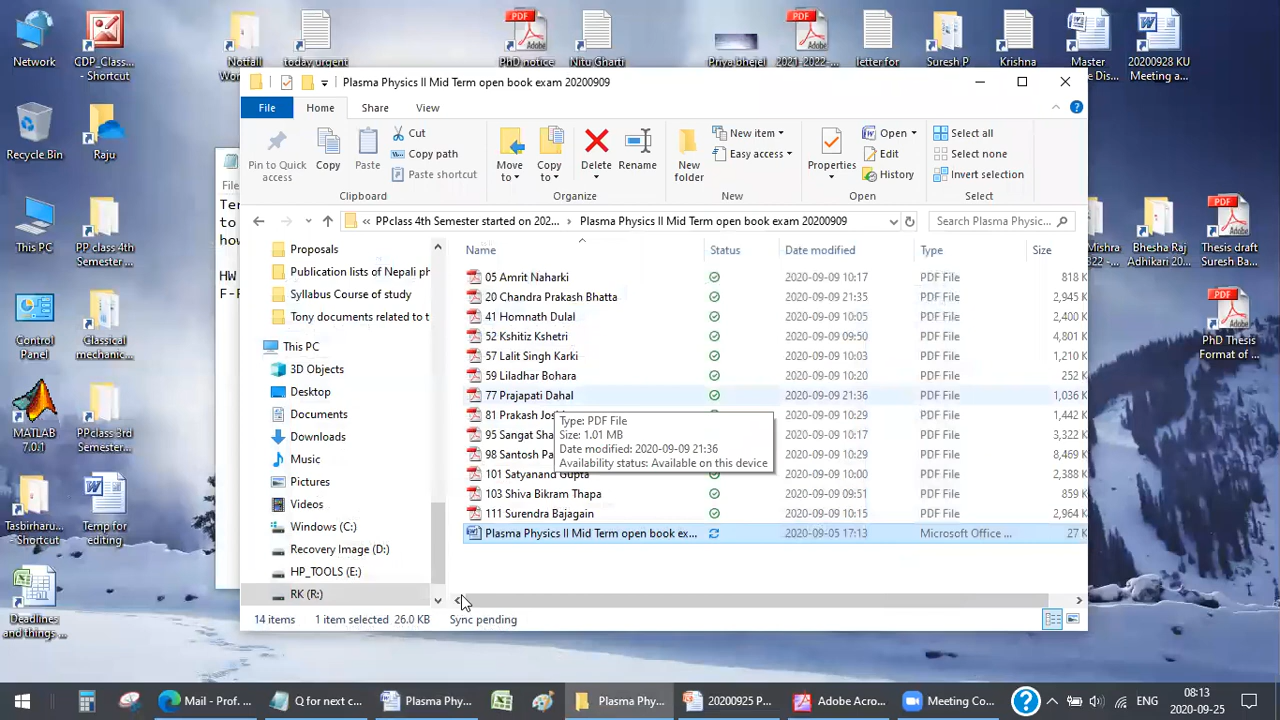 Network
CDP_Class...
- Shortcut
Notfall
Wor
today urgent
PhD notice
Nitu Gharti
Priya bhejel
2021-2022-...
letter for
Suresh P
Krishna
Master
e Dis...
20200928 KU
Meeting a...
Plasma Physics II Mid Term open book exam 20200909
File
Home
Share
View
Pin to Quick
access
Copy
Paste
Cut
Copy path
Paste shortcut
Move
to
Copy
to
Delete
Rename
New
folder
New item
Easy access
Properties
Open
Edit
History
Select all
Select none
Invert selection
Clipboard
Organize
New
Open
Select
« PPclass 4th Semester started on 202... > Plasma Physics II Mid Term open book exam 20200909
Search Plasma Physic...
Proposals
Publication lists of Nepali ph
Syllabus Course of study
Tony documents related to t
This PC
3D Objects
Desktop
Documents
Downloads
Music
Pictures
Videos
Windows (C:)
Recovery Image (D:)
HP_TOOLS (E:)
RK (R:)
Name Status Date modified Type Size
05 Amrit Naharki 2020-09-09 10:17 PDF File 818 K
20 Chandra Prakash Bhatta 2020-09-09 21:35 PDF File 2,945 K
41 Homnath Dulal 2020-09-09 10:05 PDF File 2,400 K
52 Kshitiz Kshetri 2020-09-09 09:50 PDF File 4,801 K
57 Lalit Singh Karki 2020-09-09 10:03 PDF File 1,210 K
59 Liladhar Bohara 2020-09-09 10:20 PDF File 252 K
77 Prajapati Dahal 2020-09-09 21:36 PDF File 1,036 K
81 Prakash Jos 2020-09-09 10:29 PDF File 1,442 K
95 Sangat Sha 2020-09-09 10:17 PDF File 3,322 K
98 Santosh Pa 2020-09-09 10:29 PDF File 8,469 K
101 Satyanand Gupta 2020-09-09 10:00 PDF File 2,388 K
103 Shiva Bikram Thapa 2020-09-09 09:51 PDF File 859 K
111 Surendra Bajagain 2020-09-09 10:15 PDF File 2,964 K
Plasma Physics II Mid Term open book ex... 2020-09-05 17:13 Microsoft Office ... 27 K
Type: PDF File
Size: 1.01 MB
Date modified: 2020-09-09 21:36
Availability status: Available on this device
14 items 1 item selected 26.0 KB Sync pending
Recycle Bin
Raju
This PC
PP class 4th
Semester ...
Control
Panel
Classical
mechanic...
MATLAB
7.0.1
PPclass 3rd
Semester...
Tasbirharu...
Temp for
editing
Deadlines
and things ...
File
Ter
to
how
HW
F-F
Mishra
322 -...
Bhesha Raj
Adhikari 20...
Thesis draft
Suresh Ba...
PhD Thesis
Format of ...
Mail - Prof. ...
Q for next c...
Plasma Phy...
Plasma Phy...
20200925 P...
Adobe Acro...
Meeting Co...
ENG
08:13
2020-09-25